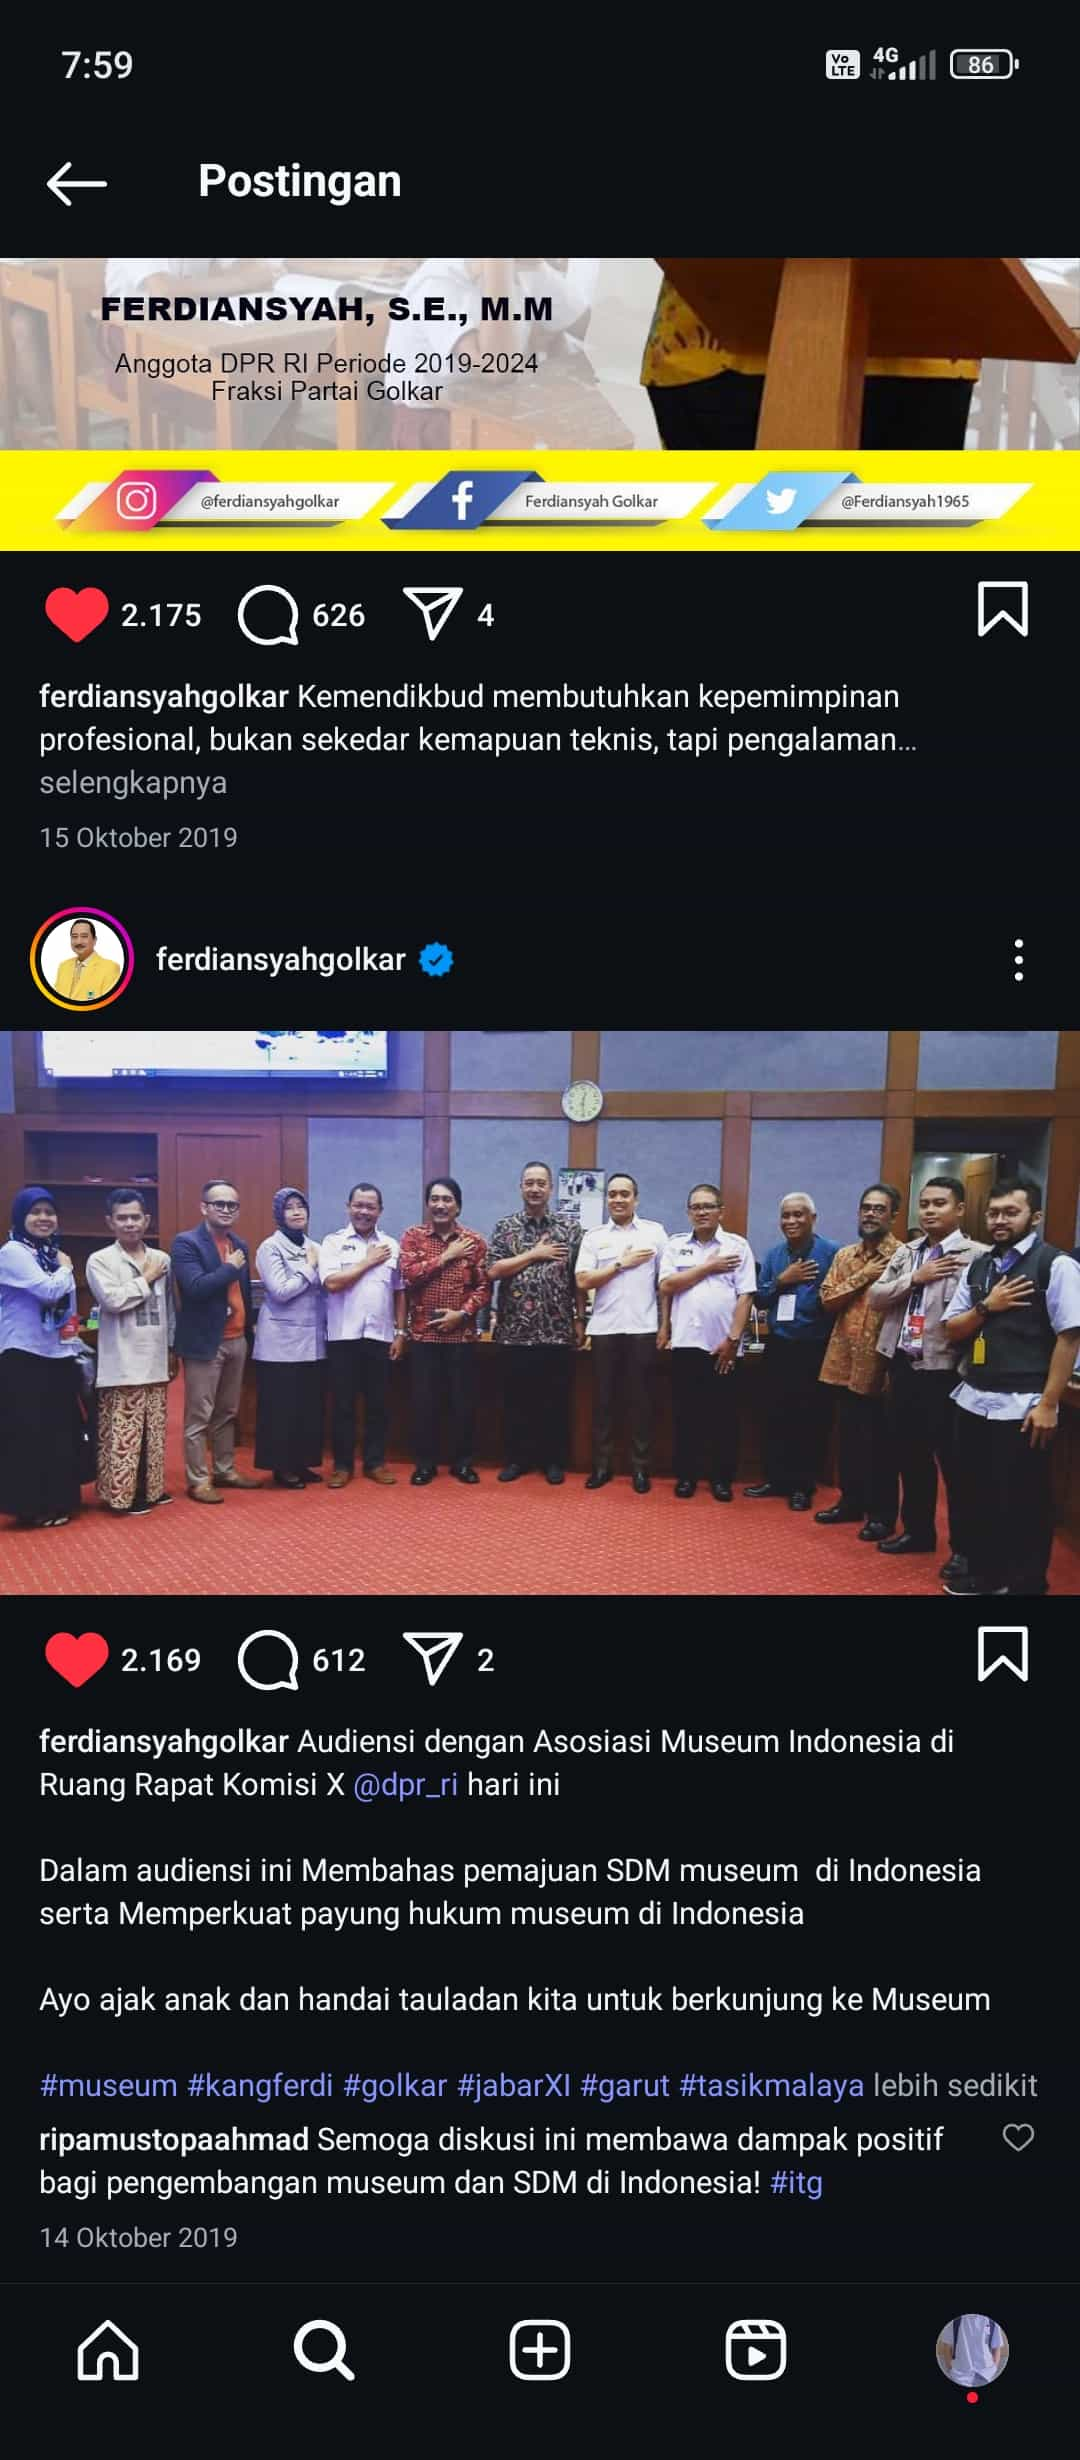 7:59
Vo LTE 4G 86
Postingan
FERDIANSYAH, S.E., M.M
Anggota DPR RI Periode 2019-2024
Fraksi Partai Golkar
@ferdiansyahgolkar Ferdiansyah Golkar @Ferdiansyah1965
2.175 626 4
ferdiansyahgolkar Kemendikbud membutuhkan kepemimpinan
profesional, bukan sekedar kemapuan teknis, tapi pengalaman...
selengkapnya
15 Oktober 2019
ferdiansyahgolkar
2.169 612 2
ferdiansyahgolkar Audiensi dengan Asosiasi Museum Indonesia di
Ruang Rapat Komisi X @dpr_ri hari ini
Dalam audiensi ini Membahas pemajuan SDM museum  di Indonesia
serta Memperkuat payung hukum museum di Indonesia
Ayo ajak anak dan handai tauladan kita untuk berkunjung ke Museum
#museum #kangferdi #golkar #jabarXI #garut #tasikmalaya lebih sedikit
ripamustopaahmad Semoga diskusi ini membawa dampak positif
bagi pengembangan museum dan SDM di Indonesia! #itg
14 Oktober 2019